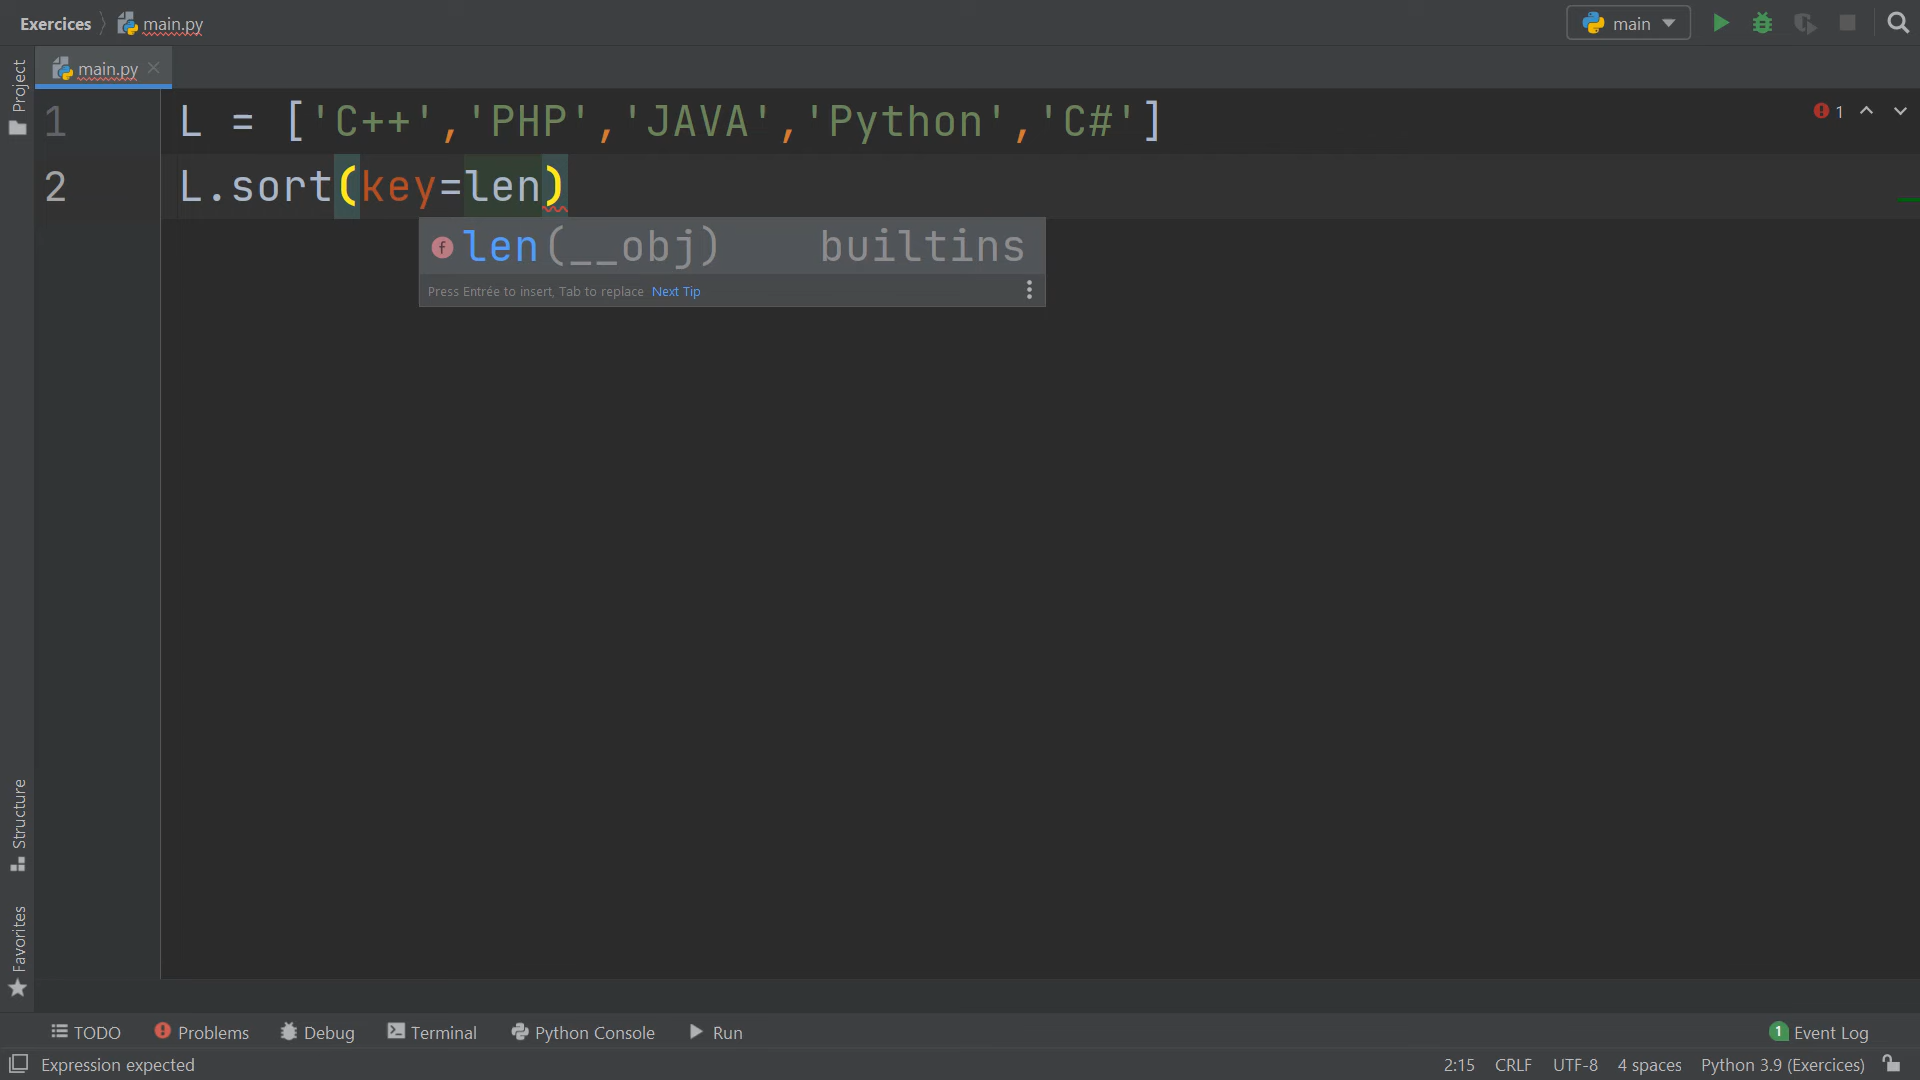 Exercices main.py
main
main.py
Project
1
L = ['C++','PHP','JAVA','Python','C#']
1
2
L.sort(key=len)
f len(__obj) builtins
Press Entrée to insert, Tab to replace Next Tip
Structure
Favorites
TODO Problems Debug Terminal Python Console Run 1 Event Log
Expression expected 2:15 CRLF UTF-8 4 spaces Python 3.9 (Exercices)